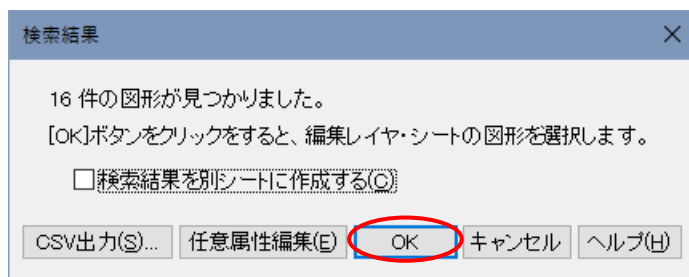 検索結果
16 件の図形が見つかりました。
[OK]ボタンをクリックをすると、編集レイヤ・シートの図形を選択します。
検索結果を別シートに作成する(C)
CSV出力(S)... 任意属性編集(E) OK キャンセル ヘルプ(H)